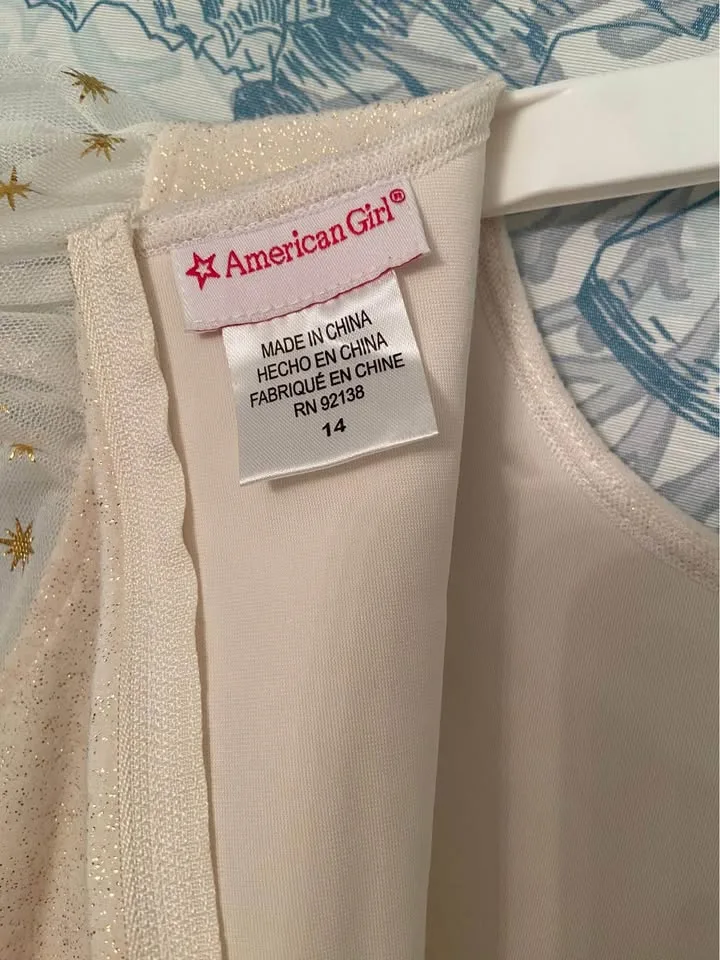 American Girl®
MADE IN CHINA
HECHO EN CHINA
FABRIQUÉ EN CHINE
RN 92138
14